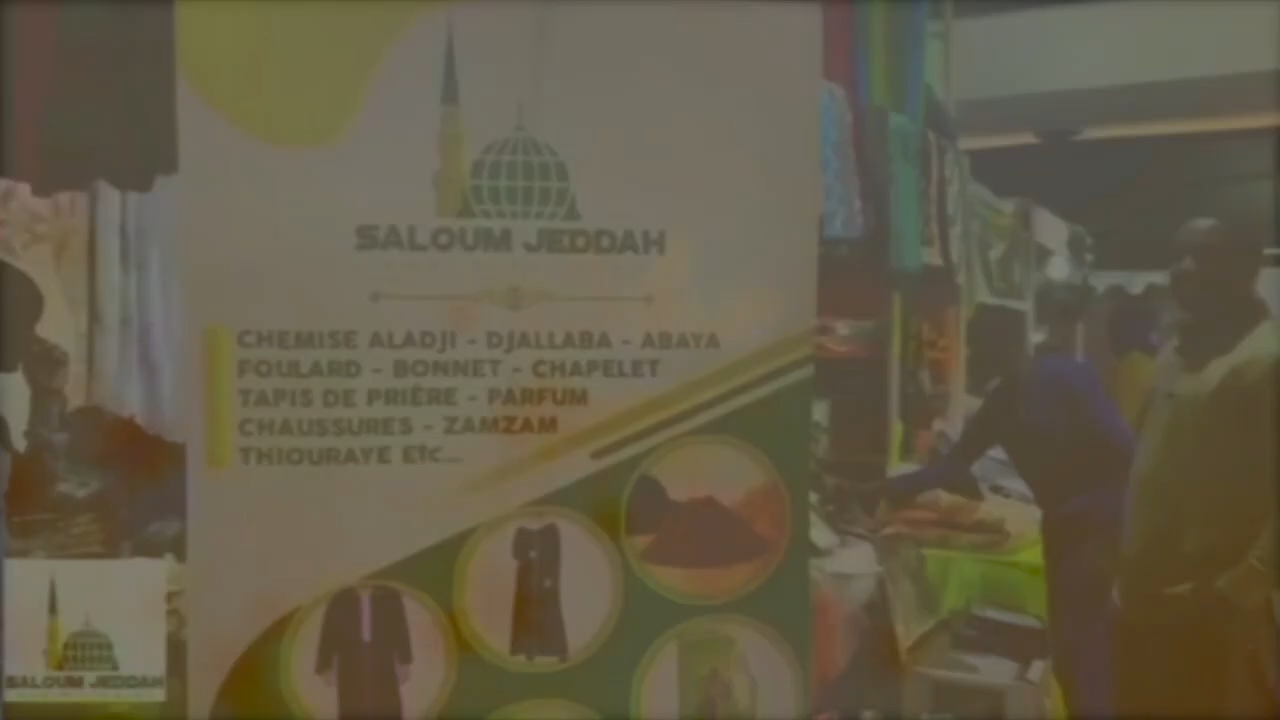 SALOUM JEDDAH
CHEMISE ALADJI - DJALLABA - ABAYA
FOULARD - BONNET - CHAPELET
TAPIS DE PRIÈRE - PARFUM
CHAUSSURES - ZAMZAM
THIOURAYE ETC...
SALOUM JEDDAH